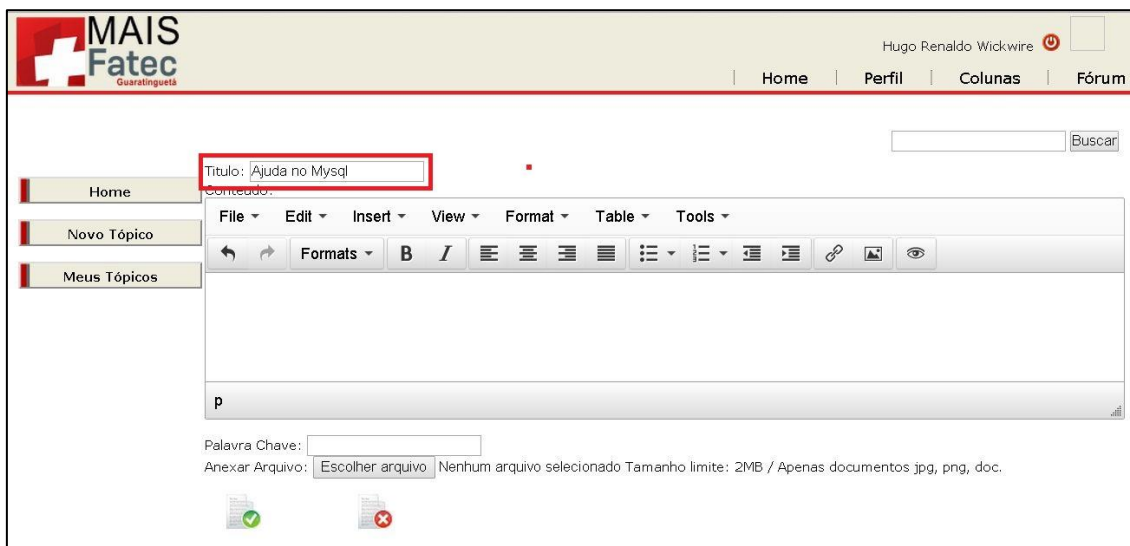 MAIS
Fatec
Guaratinguetá
Hugo Renaldo Wickwire
Home Perfil Colunas Fórum
Buscar
Titulo: Ajuda no Mysql
Conteúdo:
Home
Novo Tópico
Meus Tópicos
File Edit Insert View Format Table Tools
Formats B I
p
Palavra Chave:
Anexar Arquivo: Escolher arquivo Nenhum arquivo selecionado Tamanho limite: 2MB / Apenas documentos jpg, png, doc.